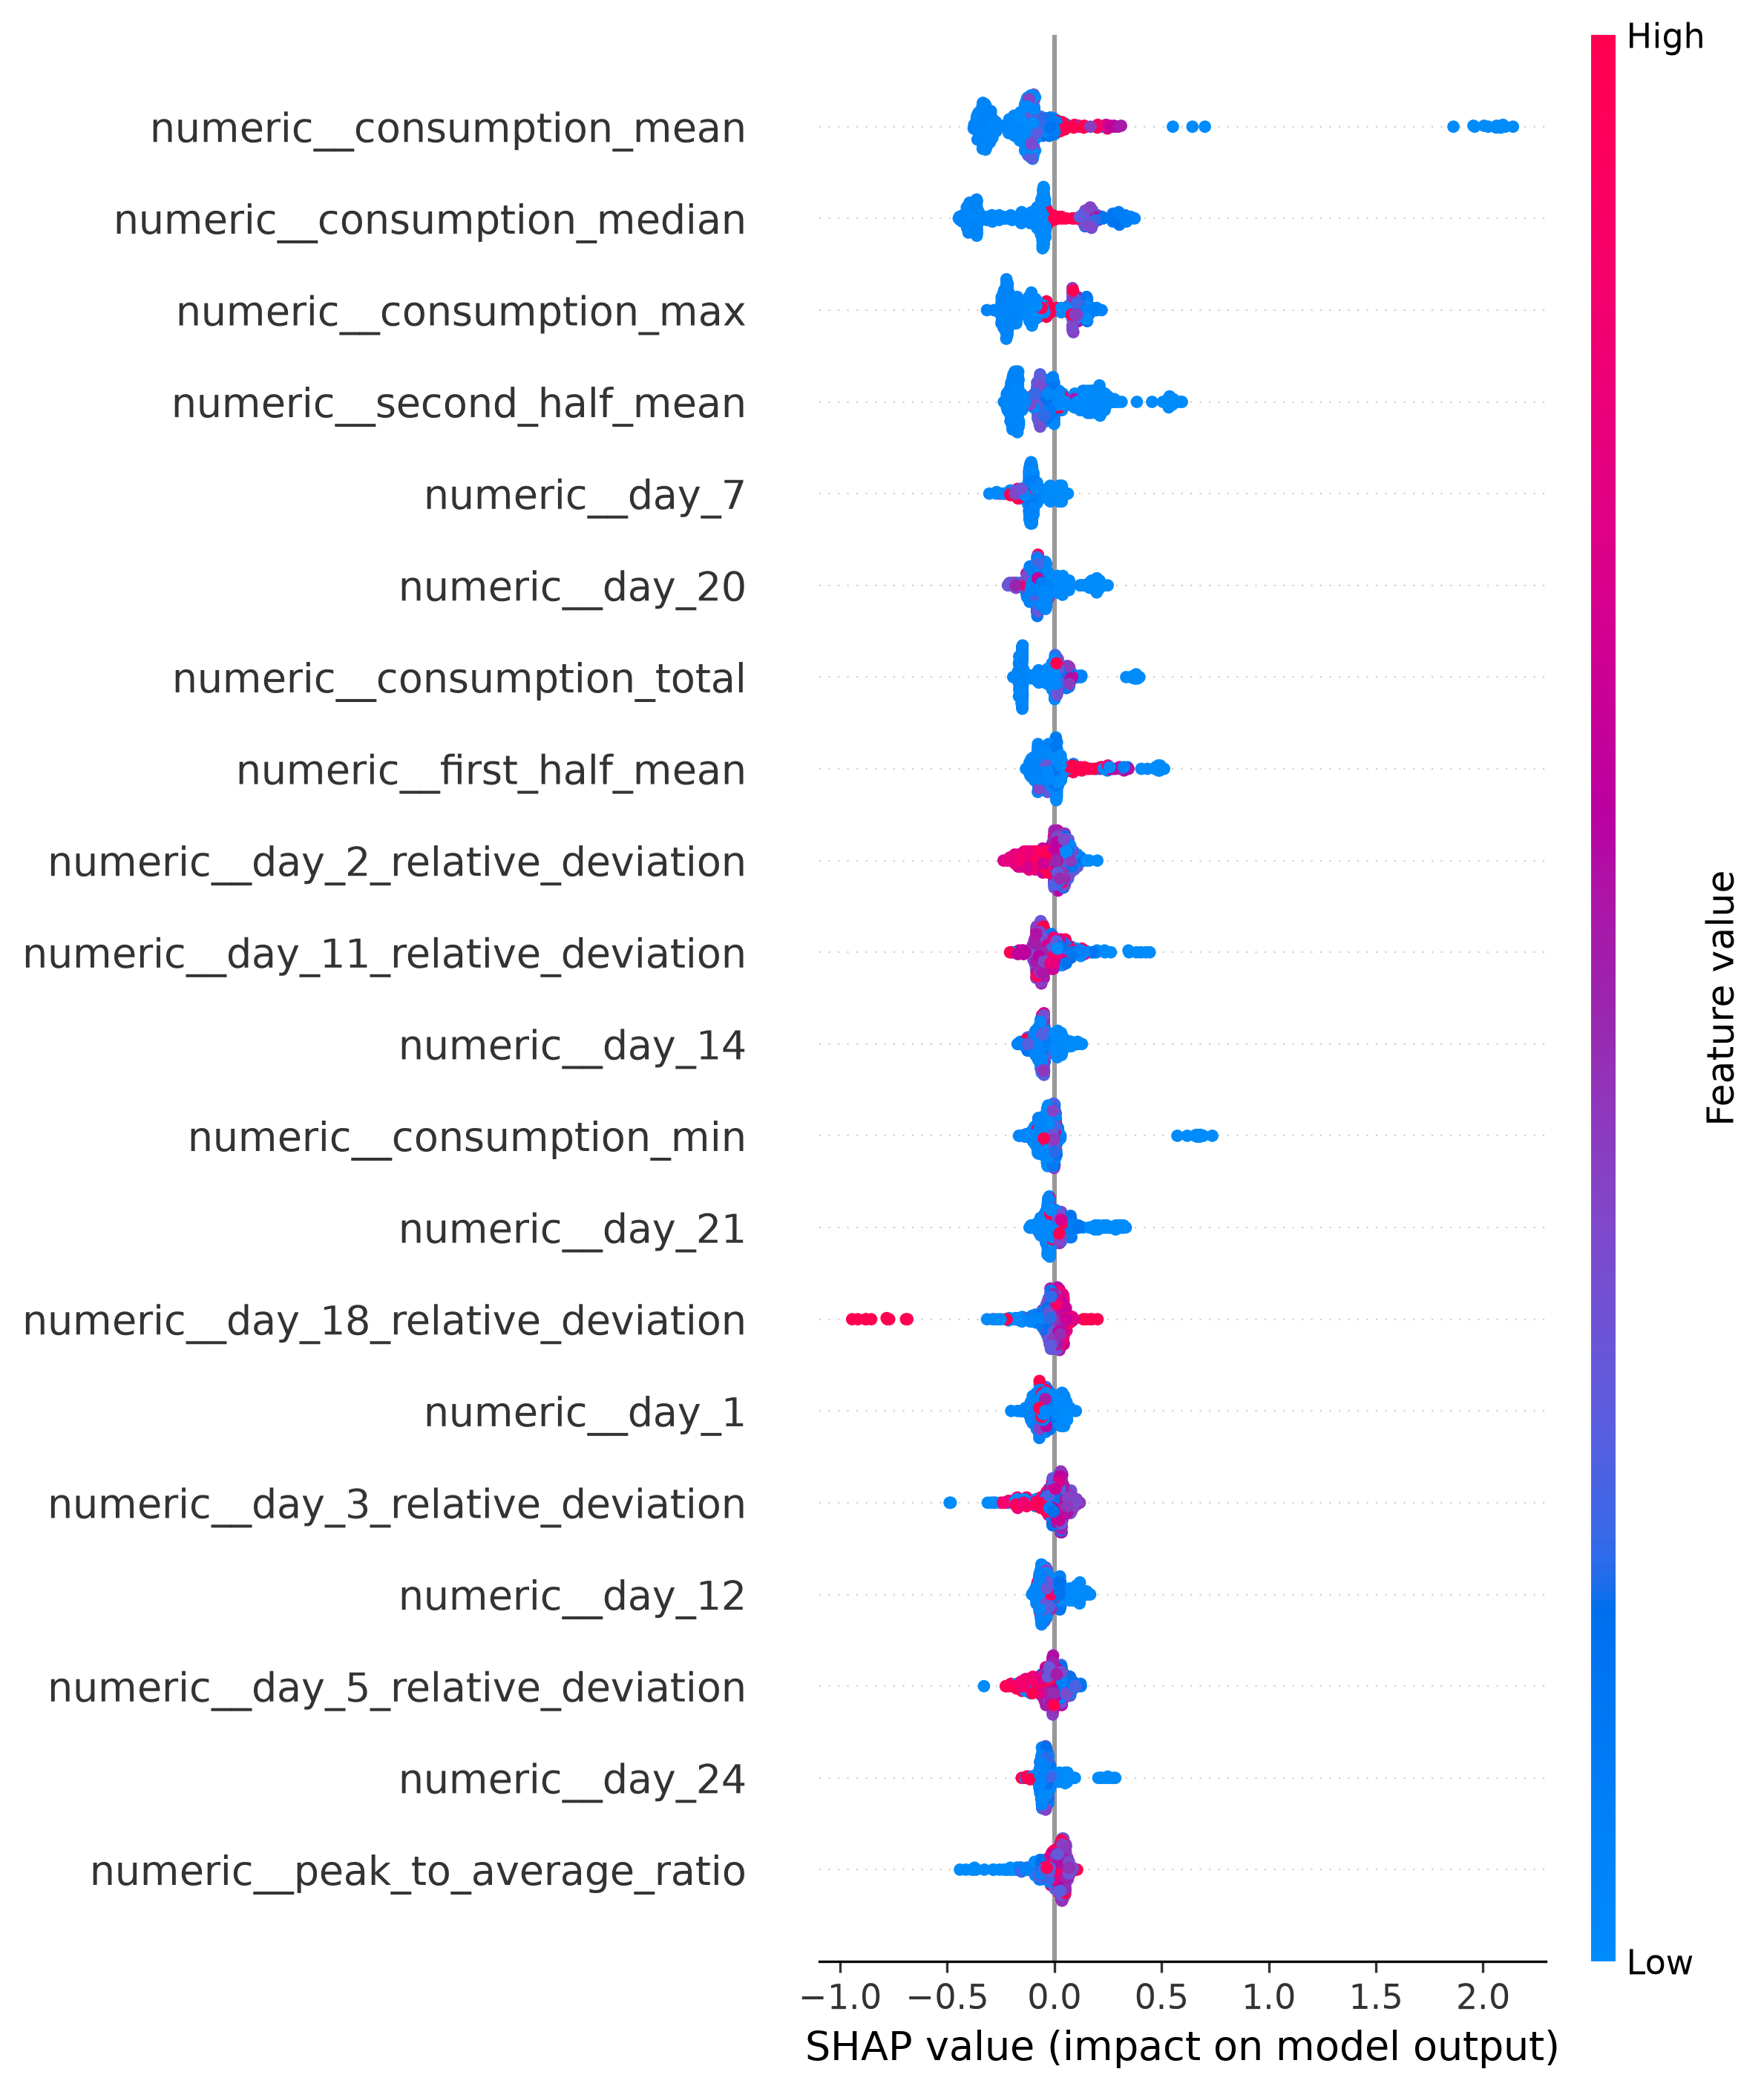 High
numeric__consumption_mean
numeric__consumption_median
numeric__consumption_max
numeric__second_half_mean
numeric__day_7
numeric__day_20
numeric__consumption_total
numeric__first_half_mean
numeric__day_2_relative_deviation
numeric__day_11_relative_deviation
numeric__day_14
numeric__consumption_min
numeric__day_21
numeric__day_18_relative_deviation
numeric__day_1
numeric__day_3_relative_deviation
numeric__day_12
numeric__day_5_relative_deviation
numeric__day_24
numeric__peak_to_average_ratio
Feature value
Low
−1.0 −0.5 0.0 0.5 1.0 1.5 2.0
SHAP value (impact on model output)